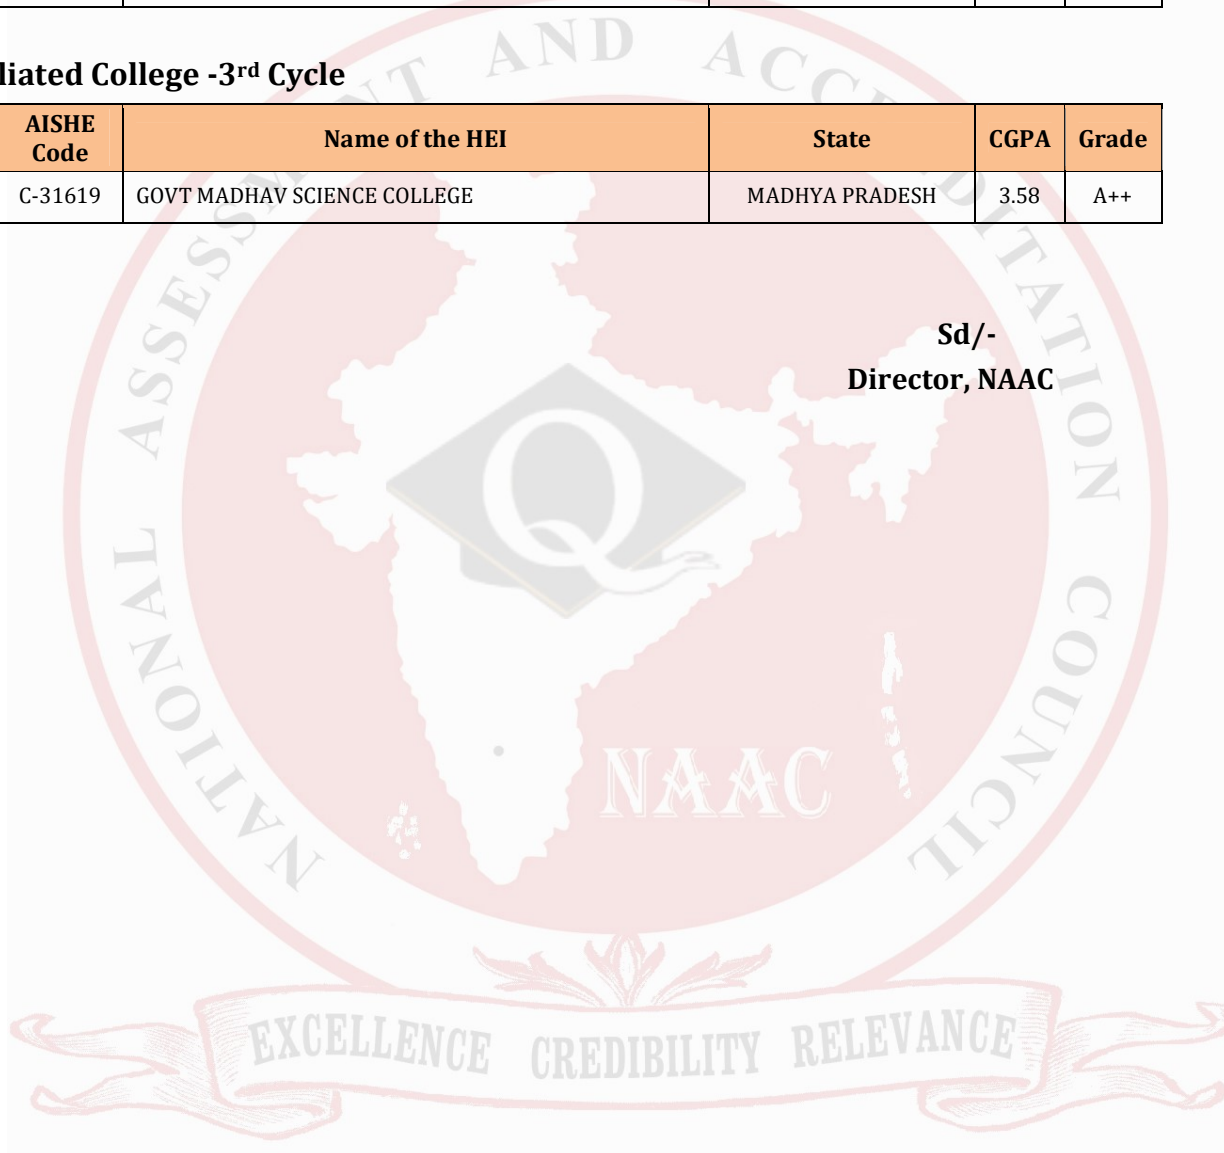 liated College -3rd Cycle
AISHE Code Name of the HEI State CGPA Grade
C-31619 GOVT MADHAV SCIENCE COLLEGE MADHYA PRADESH 3.58 A++
Sd/-
Director, NAAC
NATIONAL ASSESSMENT AND ACCREDITATION COUNCIL
Q
NAAC
EXCELLENCE CREDIBILITY RELEVANCE